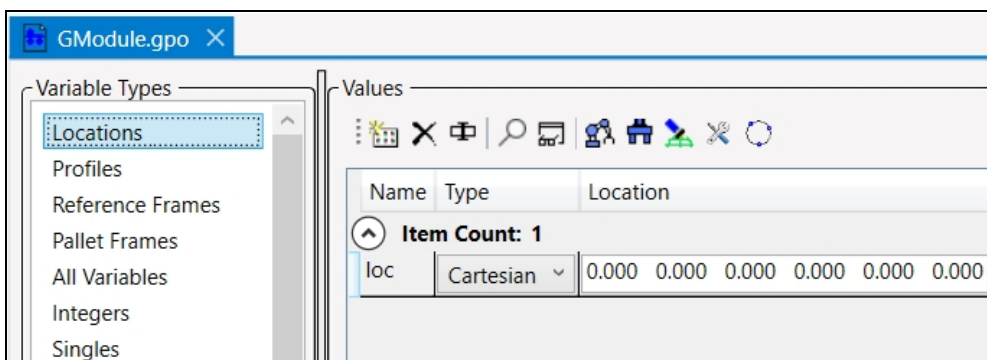 GModule.gpo
Variable Types
Locations
Profiles
Reference Frames
Pallet Frames
All Variables
Integers
Singles
Values
Name Type Location
Item Count: 1
loc Cartesian 0.000 0.000 0.000 0.000 0.000 0.000